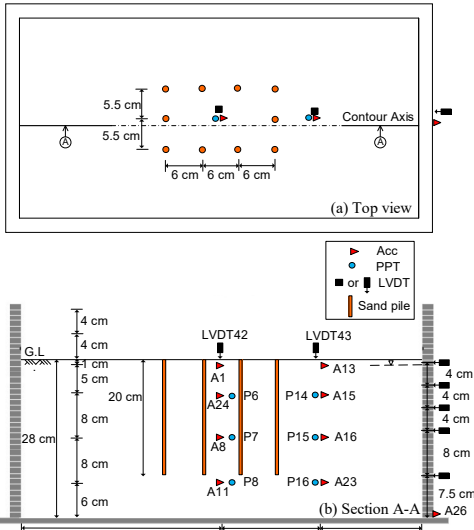 5.5 cm
5.5 cm
Contour Axis
A
A
6 cm 6 cm 6 cm
(a) Top view
Acc
PPT
or LVDT
Sand pile
4 cm
4 cm
LVDT42 LVDT43
G.L
1 cm
A1
A13
5 cm
20 cm
4 cm
A24 P6 P14 A15
4 cm
8 cm
4 cm
28 cm
A8 P7 P15 A16
8 cm
8 cm
A11 P8 P16 A23
6 cm
7.5 cm
(b) Section A-A
A26